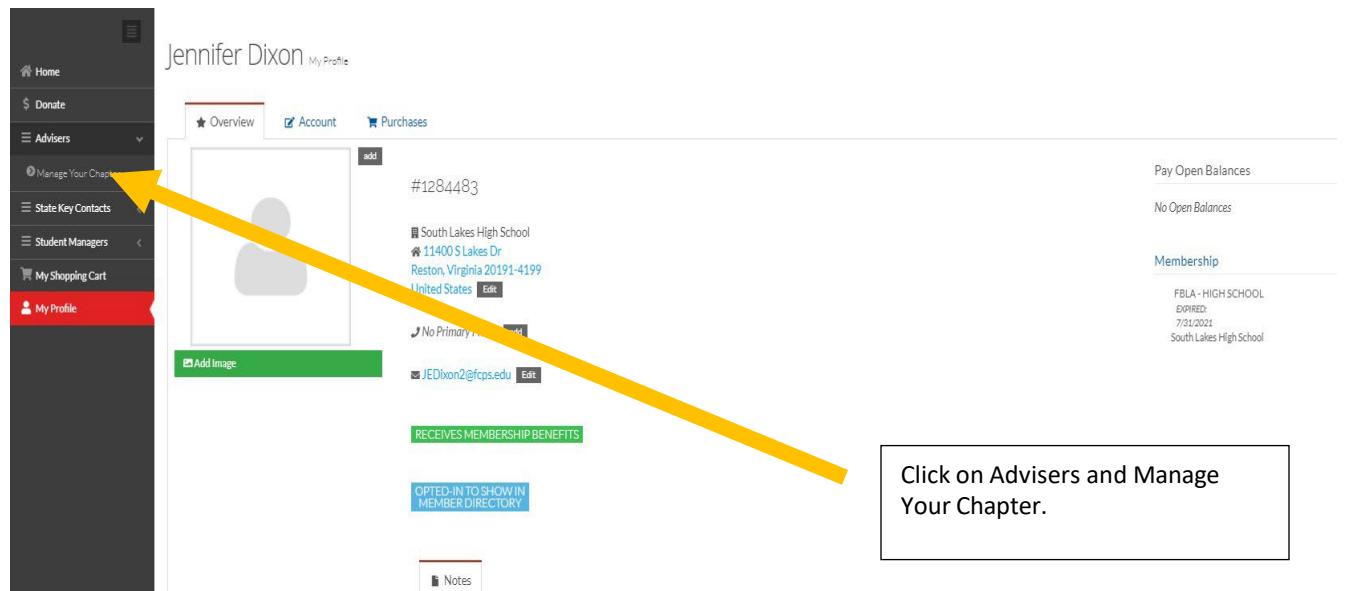 Home
$ Donate
Advisers
Manage Your Chapter
State Key Contacts
Student Managers
My Shopping Cart
My Profile
Jennifer Dixon My Profile
Overview
Account
Purchases
add
Add Image
#1284483
South Lakes High School
11400 S Lakes Dr
Reston, Virginia 20191-4199
United States Edit
No Primary
JEDixon2@fcps.edu Edit
RECEIVES MEMBERSHIP BENEFITS
OPTED-IN TO SHOW IN
MEMBER DIRECTORY
Notes
Pay Open Balances
No Open Balances
Membership
FBLA - HIGH SCHOOL
EXPIRED:
7/31/2021
South Lakes High School
Click on Advisers and Manage
Your Chapter.